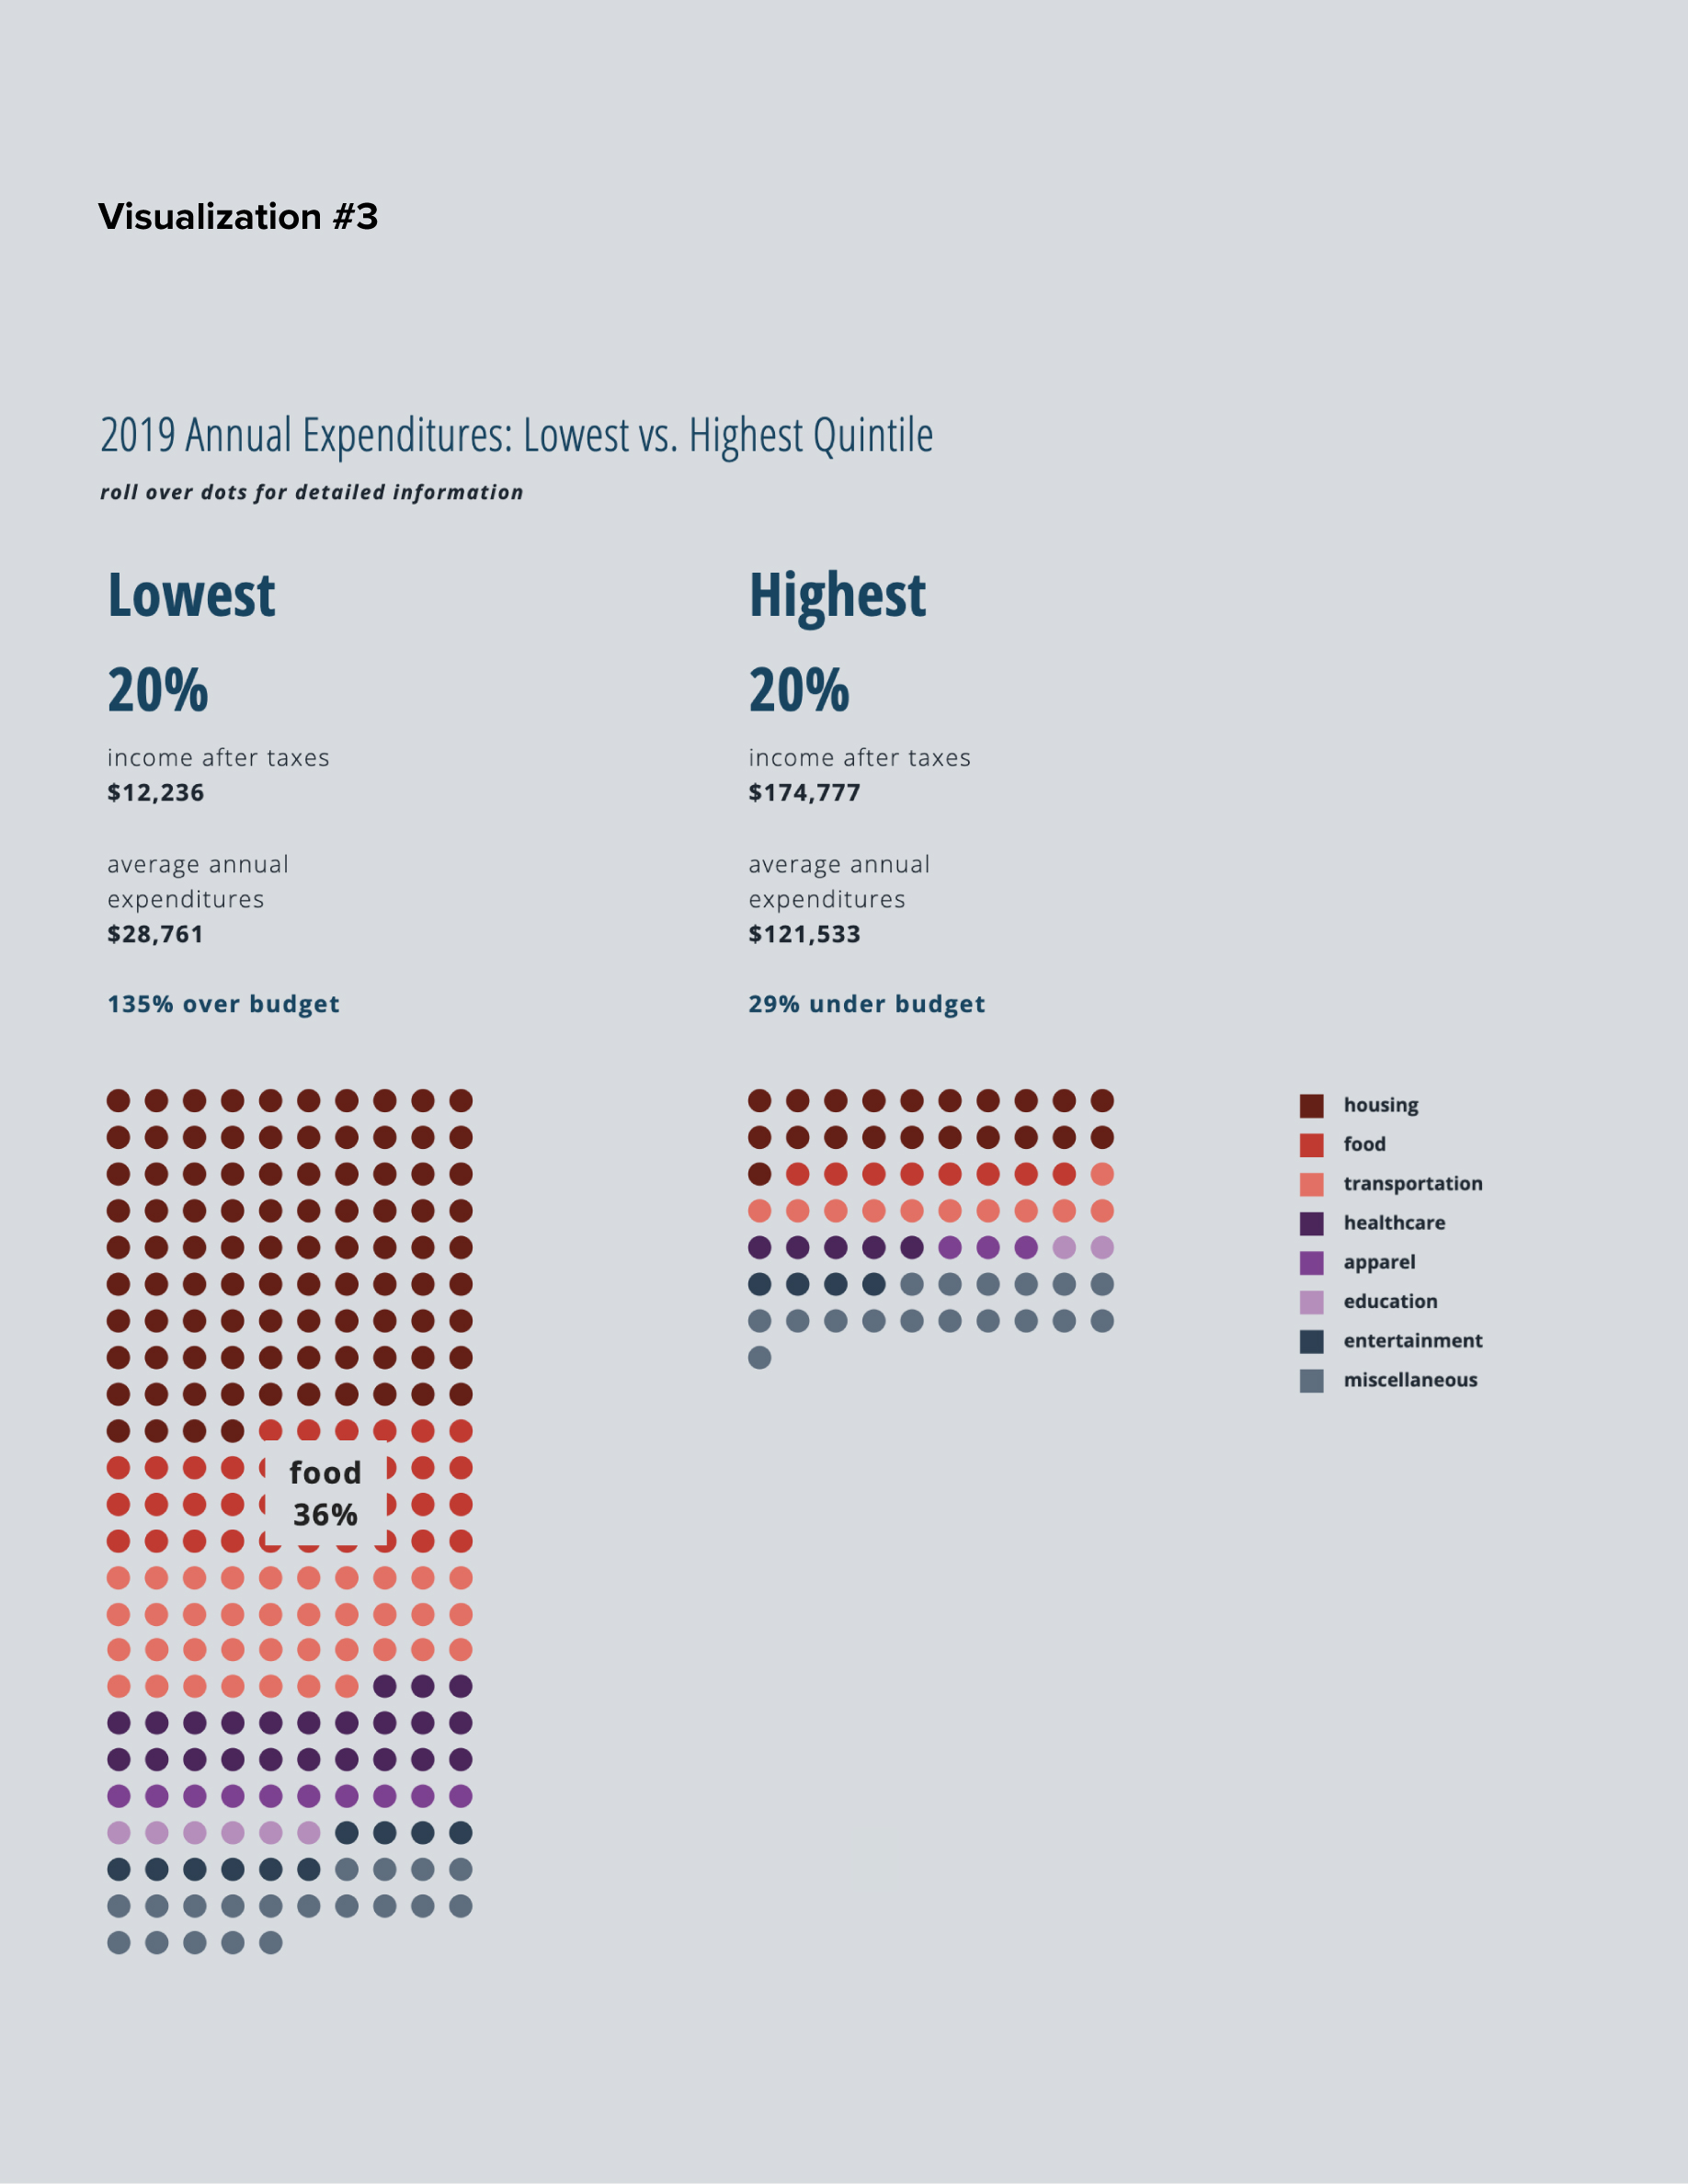 Visualization #3
2019 Annual Expenditures: Lowest vs. Highest Quintile
roll over dots for detailed information
Lowest
20%
income after taxes
$12,236
average annual
expenditures
$28,761
135% over budget
Highest
20%
income after taxes
$174,777
average annual
expenditures
$121,533
29% under budget
food
36%
housing
food
transportation
healthcare
apparel
education
entertainment
miscellaneous